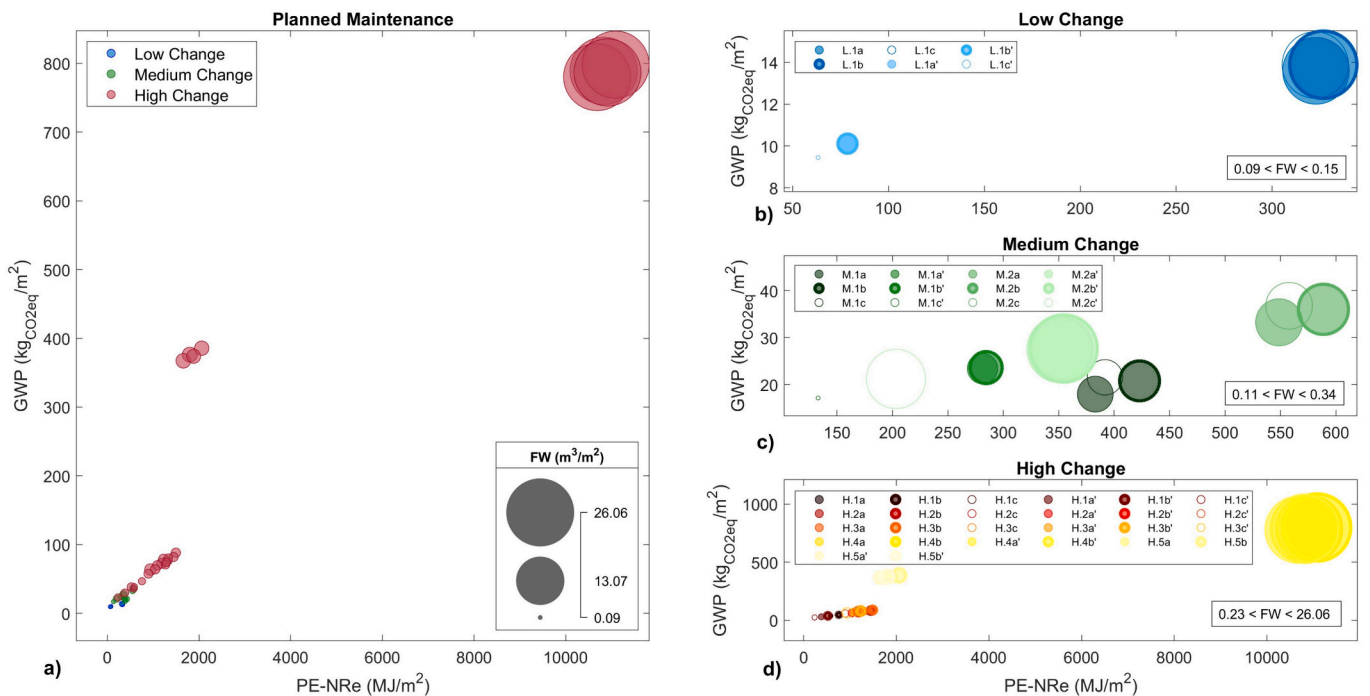 Planned Maintenance
Low Change
Medium Change
High Change
GWP (kgCO2eq/m2)
800
700
600
500
400
300
200
100
0
FW (m3/m2)
26.06
13.07
0.09
a)
0 2000 4000 6000 8000 10000
PE-NRe (MJ/m2)
Low Change
L.1a L.1c L.1b'
L.1b L.1a' L.1c'
GWP (kgCO2eq/m2)
14
12
10
8
0.09 < FW < 0.15
b)
50 100 150 200 250 300
Medium Change
M.1a M.1a' M.2a M.2a'
M.1b M.1b' M.2b M.2b'
M.1c M.1c' M.2c M.2c'
GWP (kgCO2eq/m2)
40
30
20
0.11 < FW < 0.34
c)
150 200 250 300 350 400 450 500 550 600
High Change
H.1a H.1b H.1c H.1a' H.1b' H.1c'
H.2a H.2b H.2c H.2a' H.2b' H.2c'
H.3a H.3b H.3c H.3a' H.3b' H.3c'
H.4a H.4b H.4a' H.4b' H.5a H.5b
H.5a' H.5b'
GWP (kgCO2eq/m2)
1000
500
0
0.23 < FW < 26.06
d)
0 2000 4000 6000 8000 10000
PE-NRe (MJ/m2)